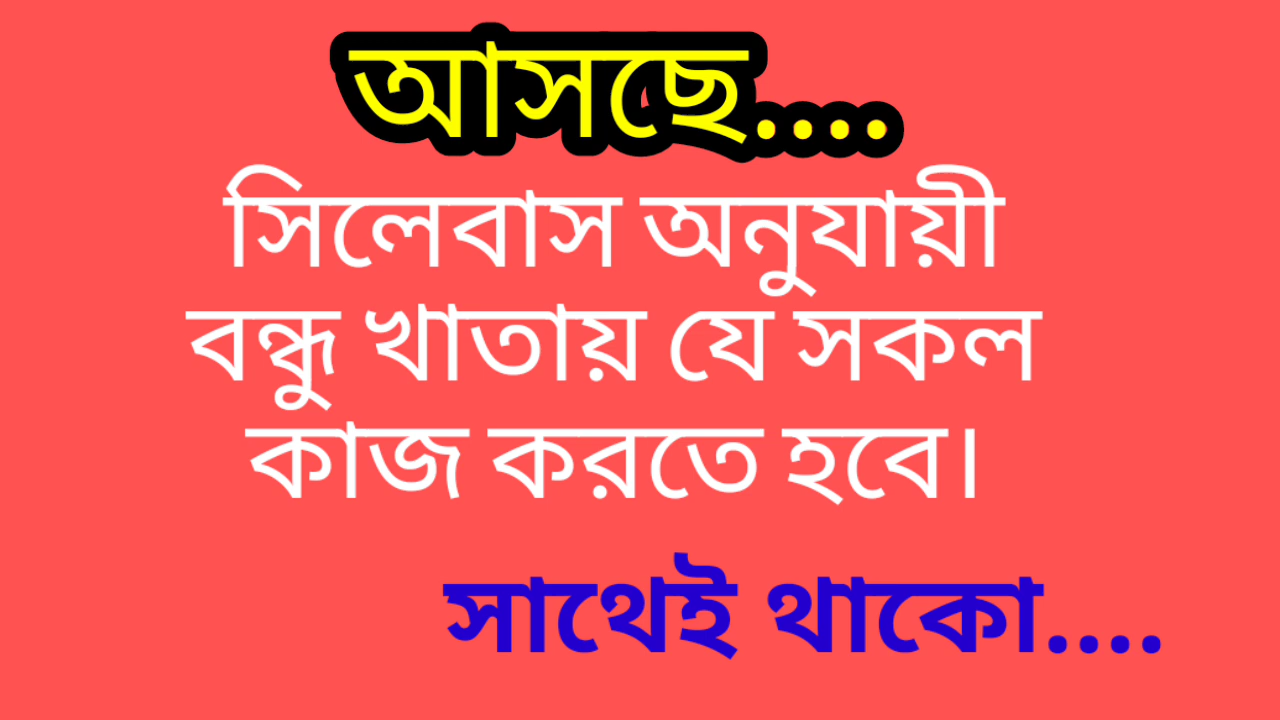 আসছে....
সিলেবাস অনুযায়ী
বন্ধু খাতায় যে সকল
কাজ করতে হবে।
সাথেই থাকো....